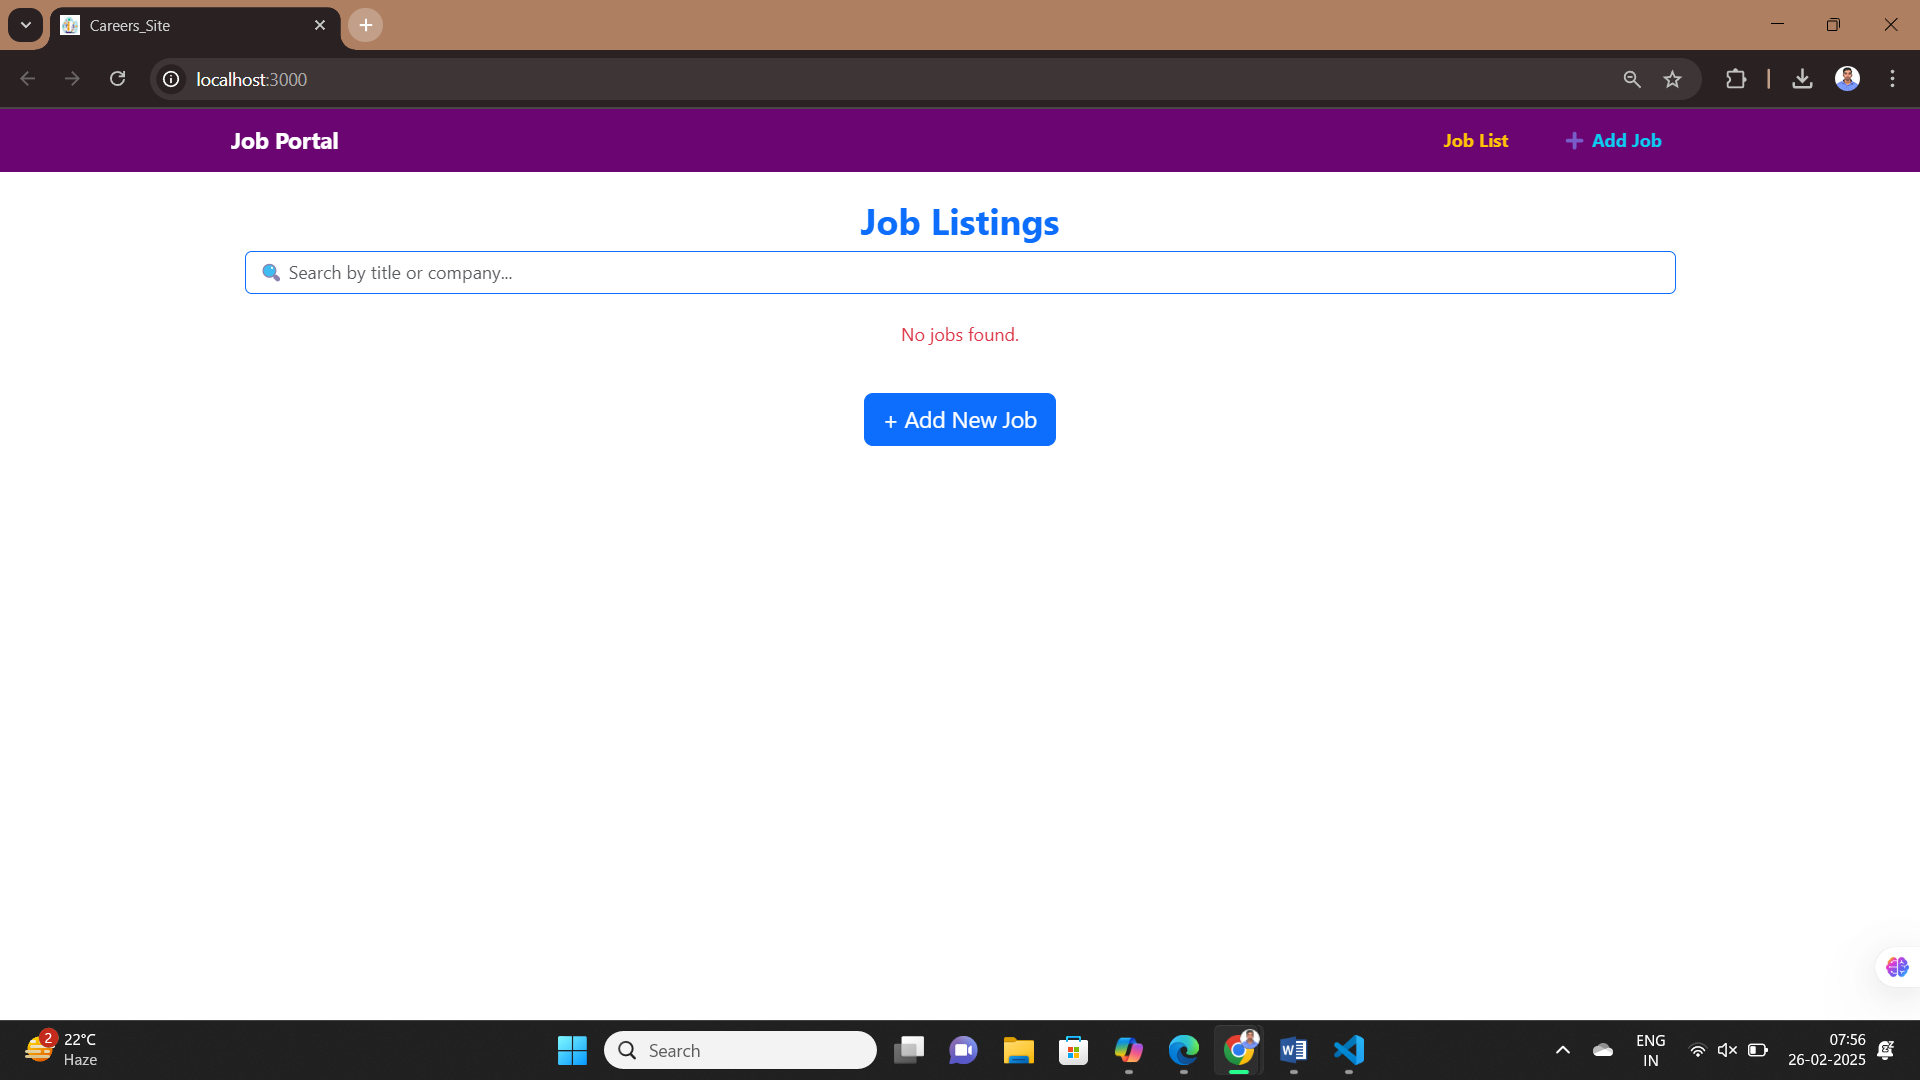 Careers_Site
localhost:3000
Job Portal
Job List
Add Job
Job Listings
Search by title or company...
No jobs found.
+ Add New Job
2
22°C
Haze
Search
ENG
IN
07:56
26-02-2025